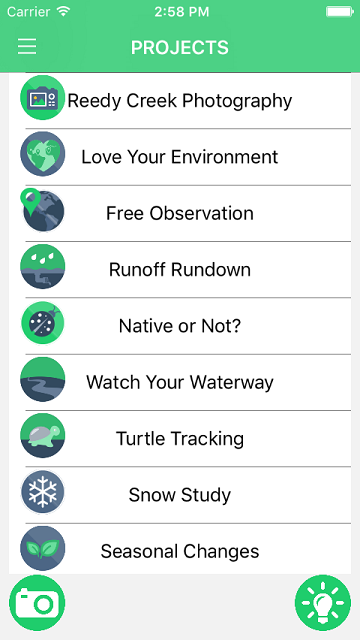 Carrier 2:58 PM
PROJECTS
Reedy Creek Photography
Love Your Environment
Free Observation
Runoff Rundown
Native or Not?
Watch Your Waterway
Turtle Tracking
Snow Study
Seasonal Changes